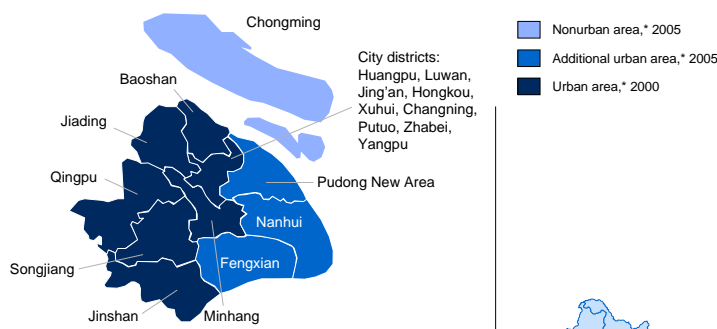 Chongming
City districts:
Huangpu, Luwan,
Jing'an, Hongkou,
Xuhui, Changning,
Putuo, Zhabei,
Yangpu
Baoshan
Jiading
Qingpu
Pudong New Area
Nanhui
Fengxian
Songjiang
Jinshan
Minhang
Nonurban area,* 2005
Additional urban area,* 2005
Urban area,* 2000